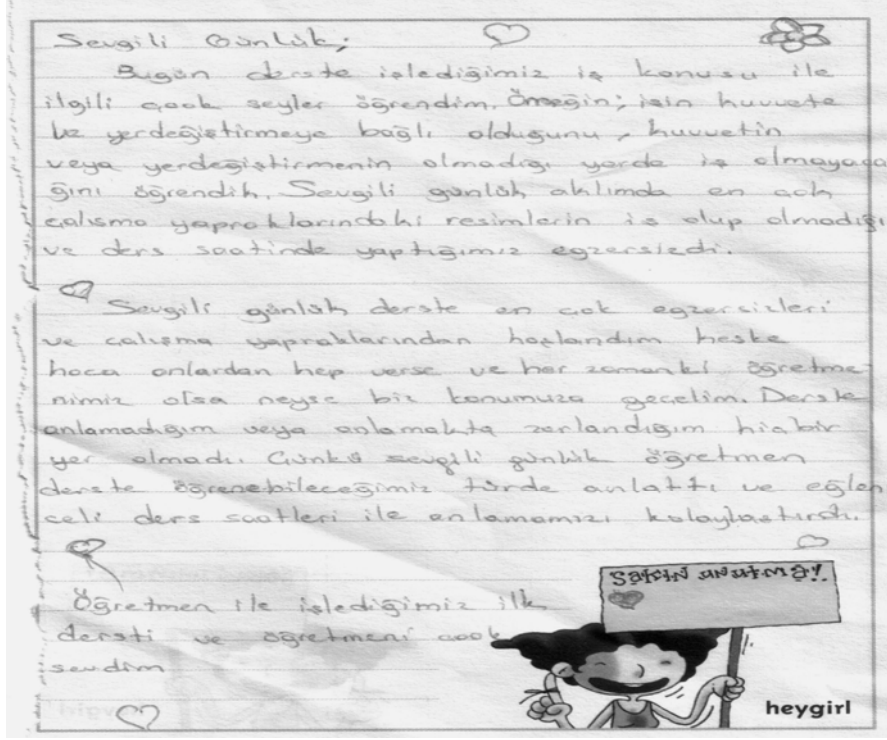 Sevgili Günlük;
Bugün derste işlediğimiz iş konusu ile
ilgili çook şeyler öğrendim. Örneğin; işin kuvvete
ve yerdeğiştirmeye bağlı olduğunu, kuvvetin
veya yerdeğiştirmenin olmadığı yerde iş olmayaca
ğını öğrendik. Sevgili günlük aklımda en çok
çalışma yapraklarındaki resimlerin iş olup olmadığı
ve ders saatinde yaptığımız egzersizdi.
Sevgili günlük derste en çok egzersizleri
ve çalışma yapraklarından hoşlandım keşke
hoca onlardan hep verse ve her zamanki öğretme
nimiz olsa neyse biz konumuza geçelim. Derste
anlamadığım veya anlamakta zorlandığım hiçbir
yer olmadı. Çünkü sevgili günlük öğretmen
derste öğrenebileceğimiz türde anlattı ve eğlen
celi ders saatleri ile anlamamızı kolaylaştırdı.
SAKIN UNUTMA!
Öğretmen ile işlediğimiz ilk
dersti ve öğretmeni çook
sevdim
heygirl